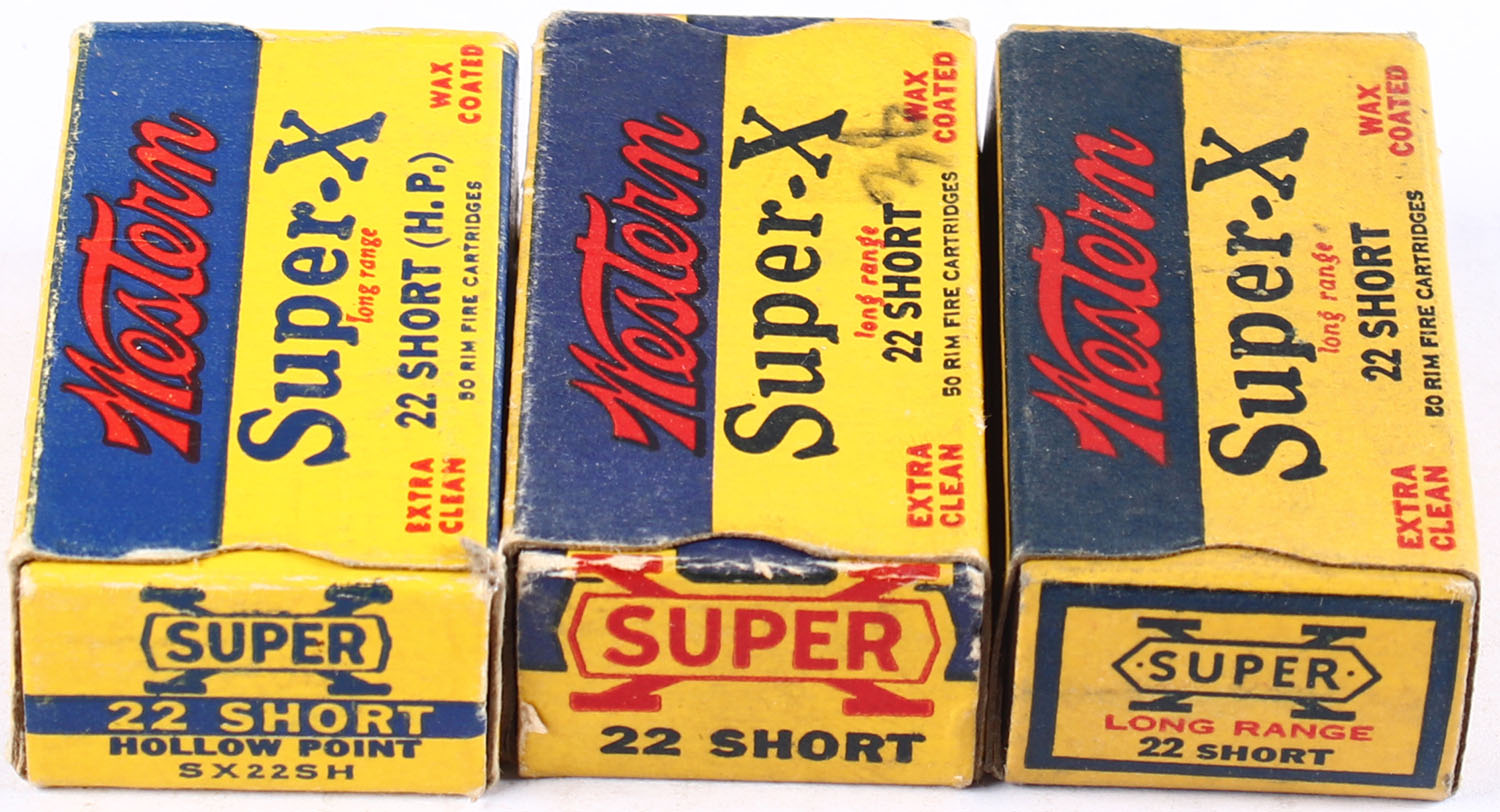 Western
Super-X
long range
22 SHORT (H.P.)
50 RIM FIRE CARTRIDGES
EXTRA
CLEAN
WAX
COATED
SUPER
22 SHORT
HOLLOW POINT
SX22SH
Western
Super-X
long range
22 SHORT
50 RIM FIRE CARTRIDGES
EXTRA
CLEAN
WAX
COATED
SUPER
22 SHORT
Western
Super-X
long range
22 SHORT
50 RIM FIRE CARTRIDGES
EXTRA
CLEAN
WAX
COATED
SUPER
LONG RANGE
22 SHORT